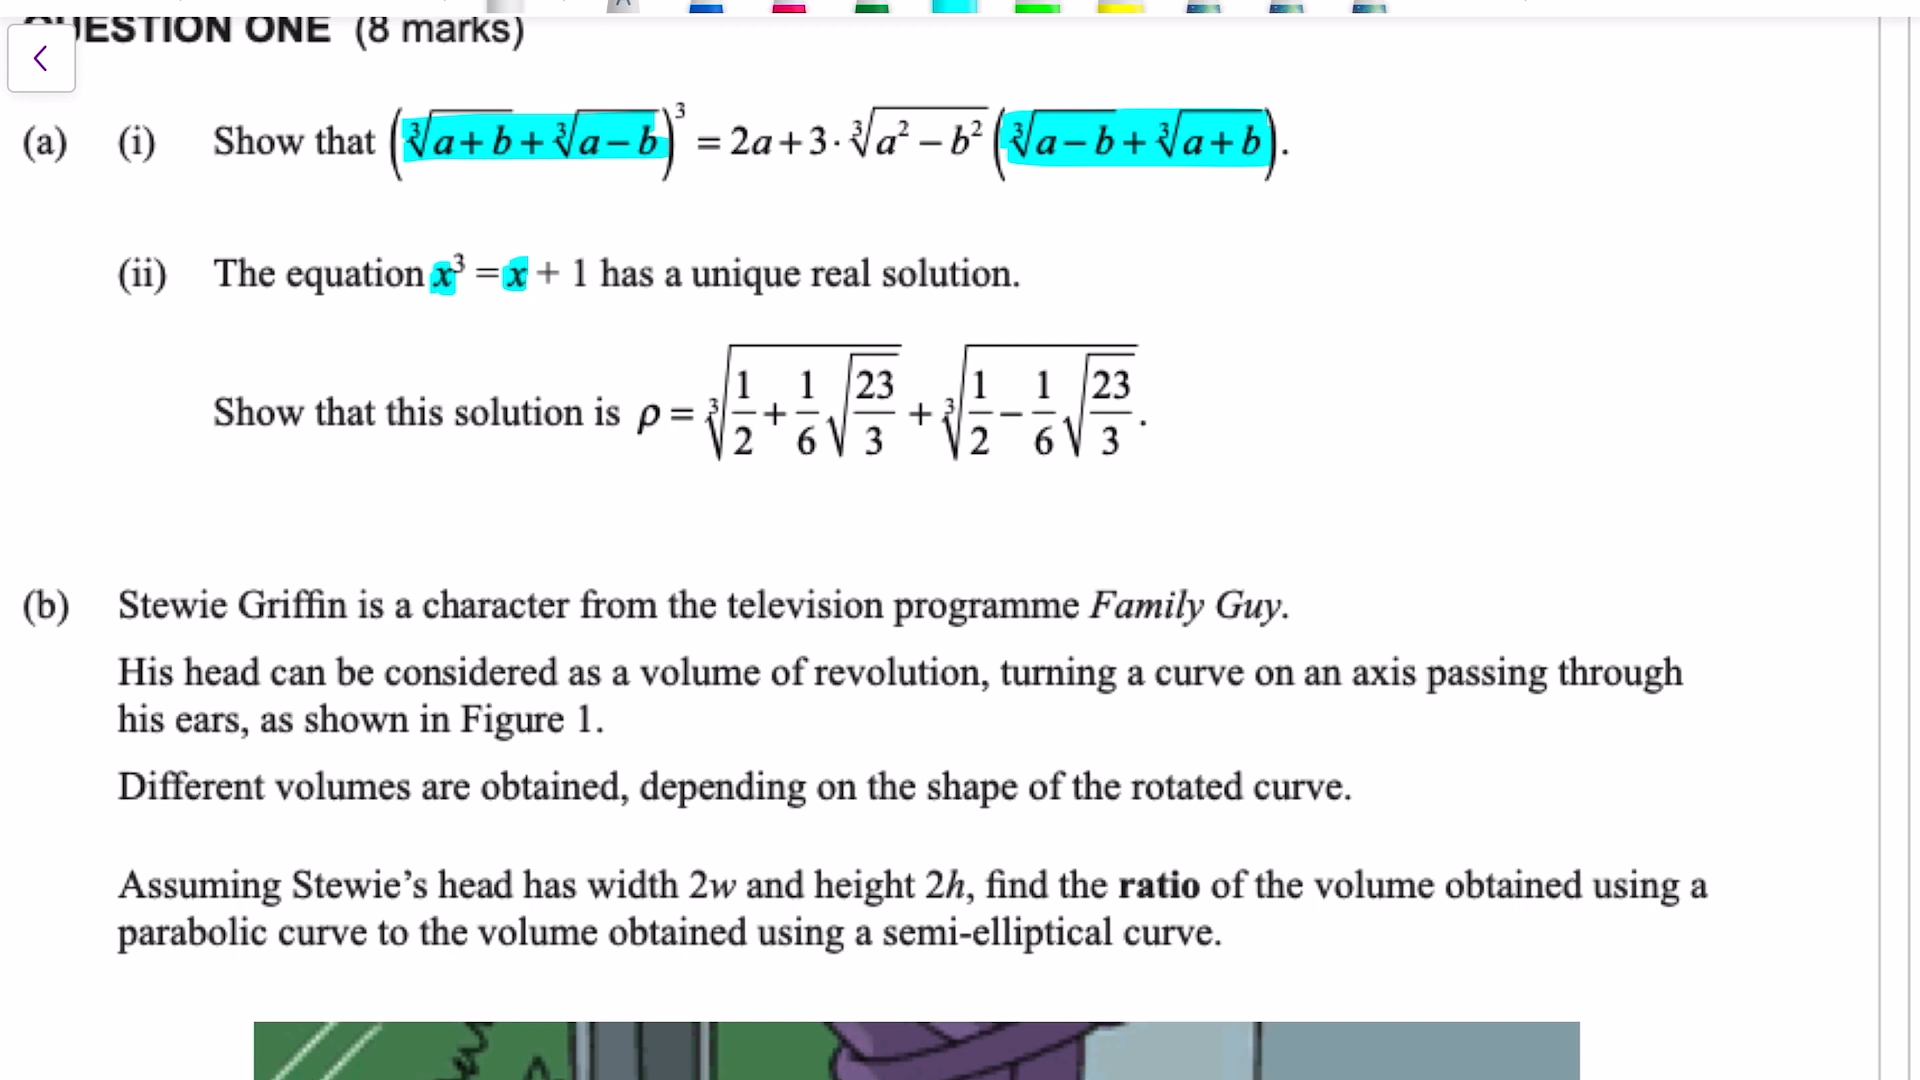 QUESTION ONE (8 marks)
(a) (i) Show that (∛(a+b) + ∛(a−b))³ = 2a + 3·∛(a² − b²) (∛(a−b) + ∛(a+b)).
(ii) The equation x³ = x + 1 has a unique real solution.
Show that this solution is ρ = ∛(1/2 + 1/6 √(23/3)) + ∛(1/2 − 1/6 √(23/3)).
(b) Stewie Griffin is a character from the television programme Family Guy.
His head can be considered as a volume of revolution, turning a curve on an axis passing through
his ears, as shown in Figure 1.
Different volumes are obtained, depending on the shape of the rotated curve.
Assuming Stewie’s head has width 2w and height 2h, find the ratio of the volume obtained using a
parabolic curve to the volume obtained using a semi-elliptical curve.